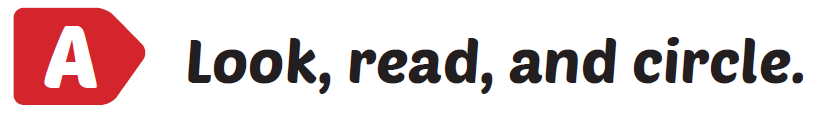 A Look, read, and circle.